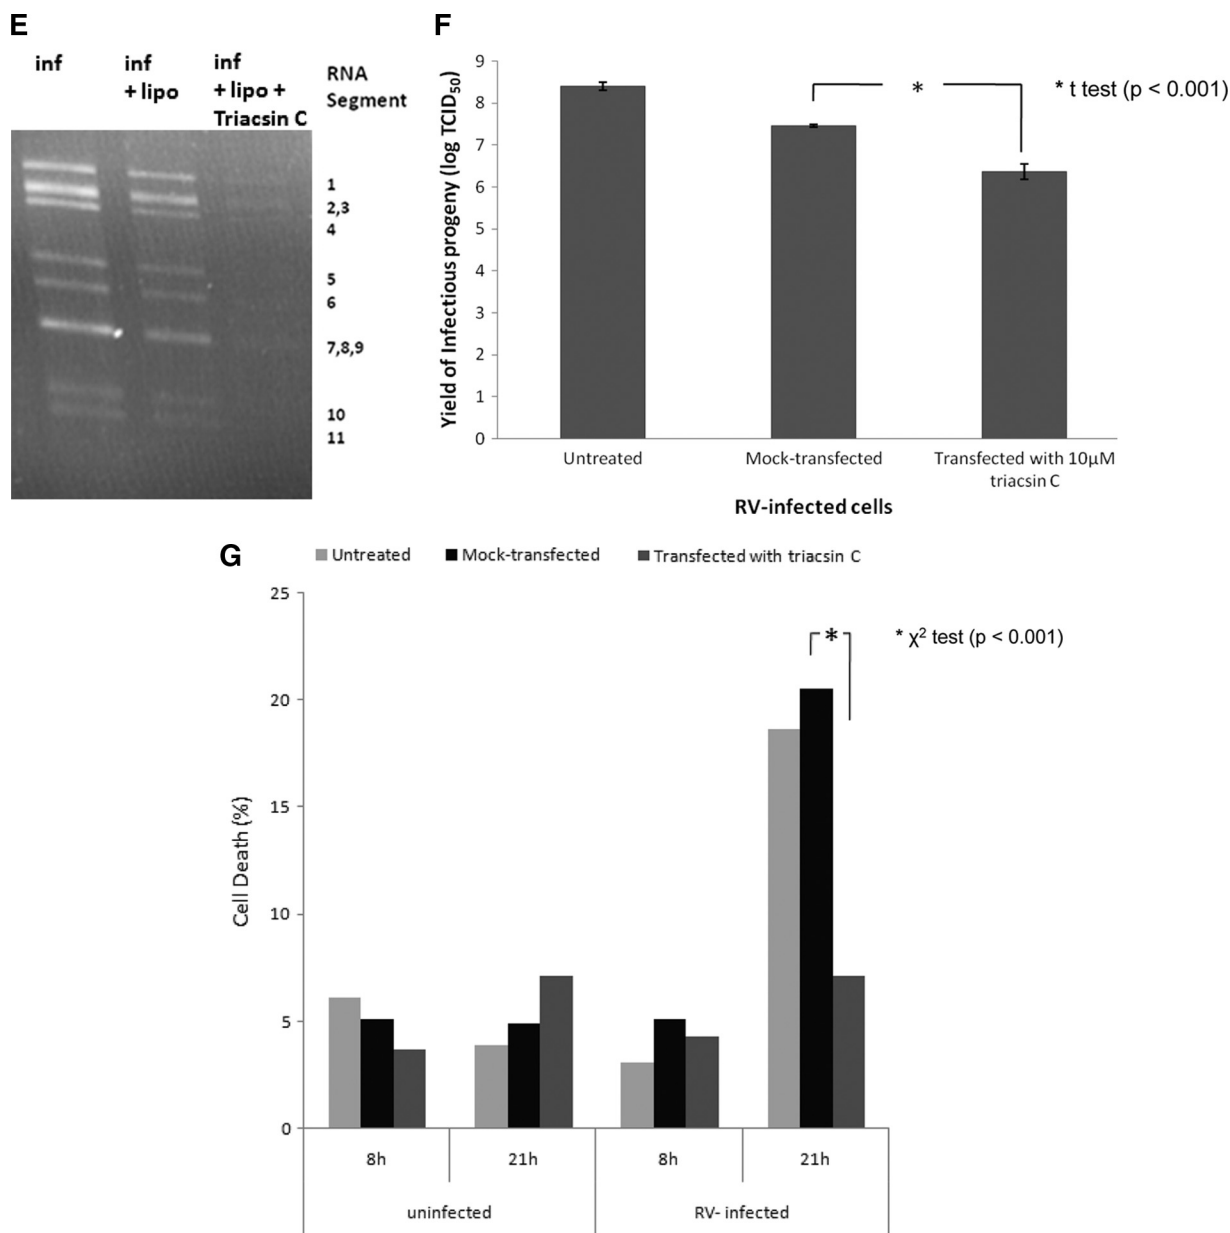 E
inf
inf
+ lipo
inf
+ lipo +
Triacsin C
RNA
Segment
1
2,3
4
5
6
7,8,9
10
11
F
Yield of Infectious progeny (log TCID50)
9
8
7
6
5
4
3
2
1
0
*
* t test (p < 0.001)
Untreated
Mock-transfected
Transfected with 10µM
triacsin C
RV-infected cells
G
Untreated
Mock-transfected
Transfected with triacsin C
Cell Death (%)
25
20
15
10
5
0
*
* χ2 test (p < 0.001)
8h
21h
8h
21h
uninfected
RV- infected